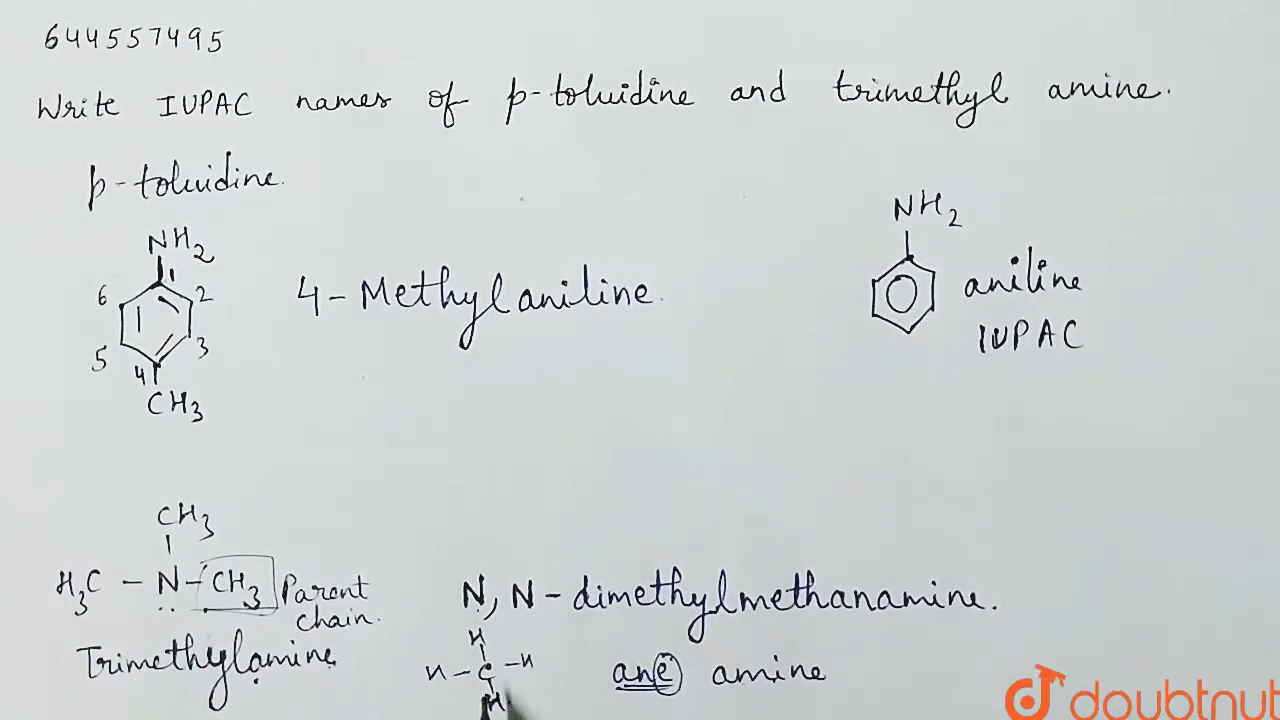 644557495
Write IUPAC names of p-toluidine and trimethyl amine.
p-toluidine.
NH2
1
6
2
5
3
4
CH3
4-Methylaniline.
NH2
aniline
IUPAC
CH3
H3C - N - CH3 Parent
chain.
Trimethylamine
N, N-dimethylmethanamine.
H
H - C - H
H
ane amine
doubtnut